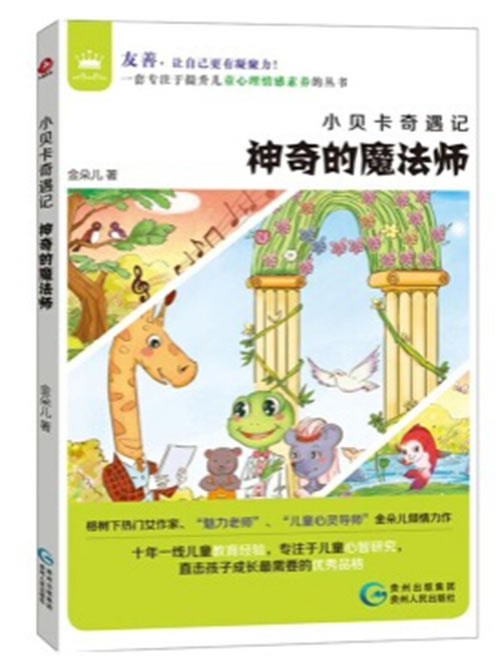 友善，让自己更有凝聚力！
一套专注于提升儿童心理情感素养的丛书
小贝卡奇遇记
神奇的魔法师
金朵儿 著
榕树下热门女作家、“魅力老师”、“儿童心灵导师”金朵儿倾情力作
十年一线儿童教育经验，专注于儿童心智研究，
直击孩子成长最需要的优秀品格
贵州出版集团
贵州人民出版社
小贝卡奇遇记
神奇的魔法师
金朵儿 著